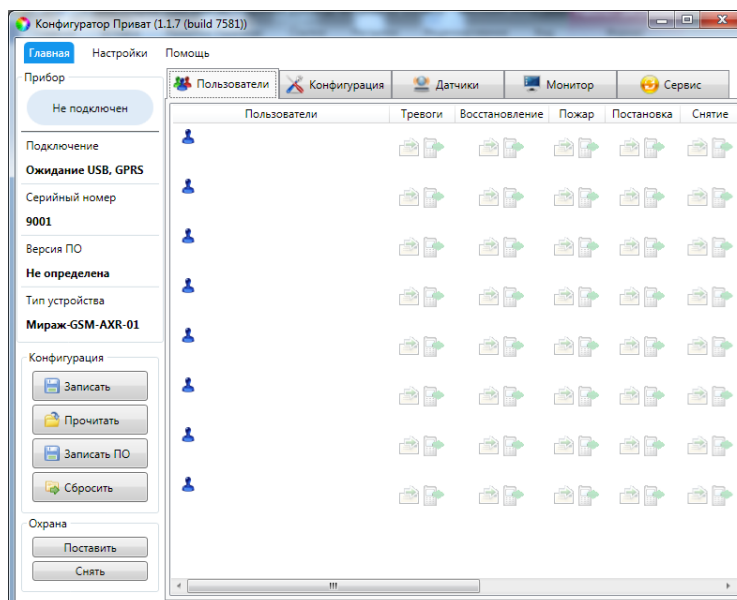 Конфигуратор Приват (1.1.7 (build 7581))
Главная Настройки Помощь
Прибор
Не подключен
Подключение
Ожидание USB, GPRS
Серийный номер
9001
Версия ПО
Не определена
Тип устройства
Мираж-GSM-AXR-01
Конфигурация
Записать
Прочитать
Записать ПО
Сбросить
Охрана
Поставить
Снять
Пользователи Конфигурация Датчики Монитор Сервис
Пользователи Тревоги Восстановление Пожар Постановка Снятие